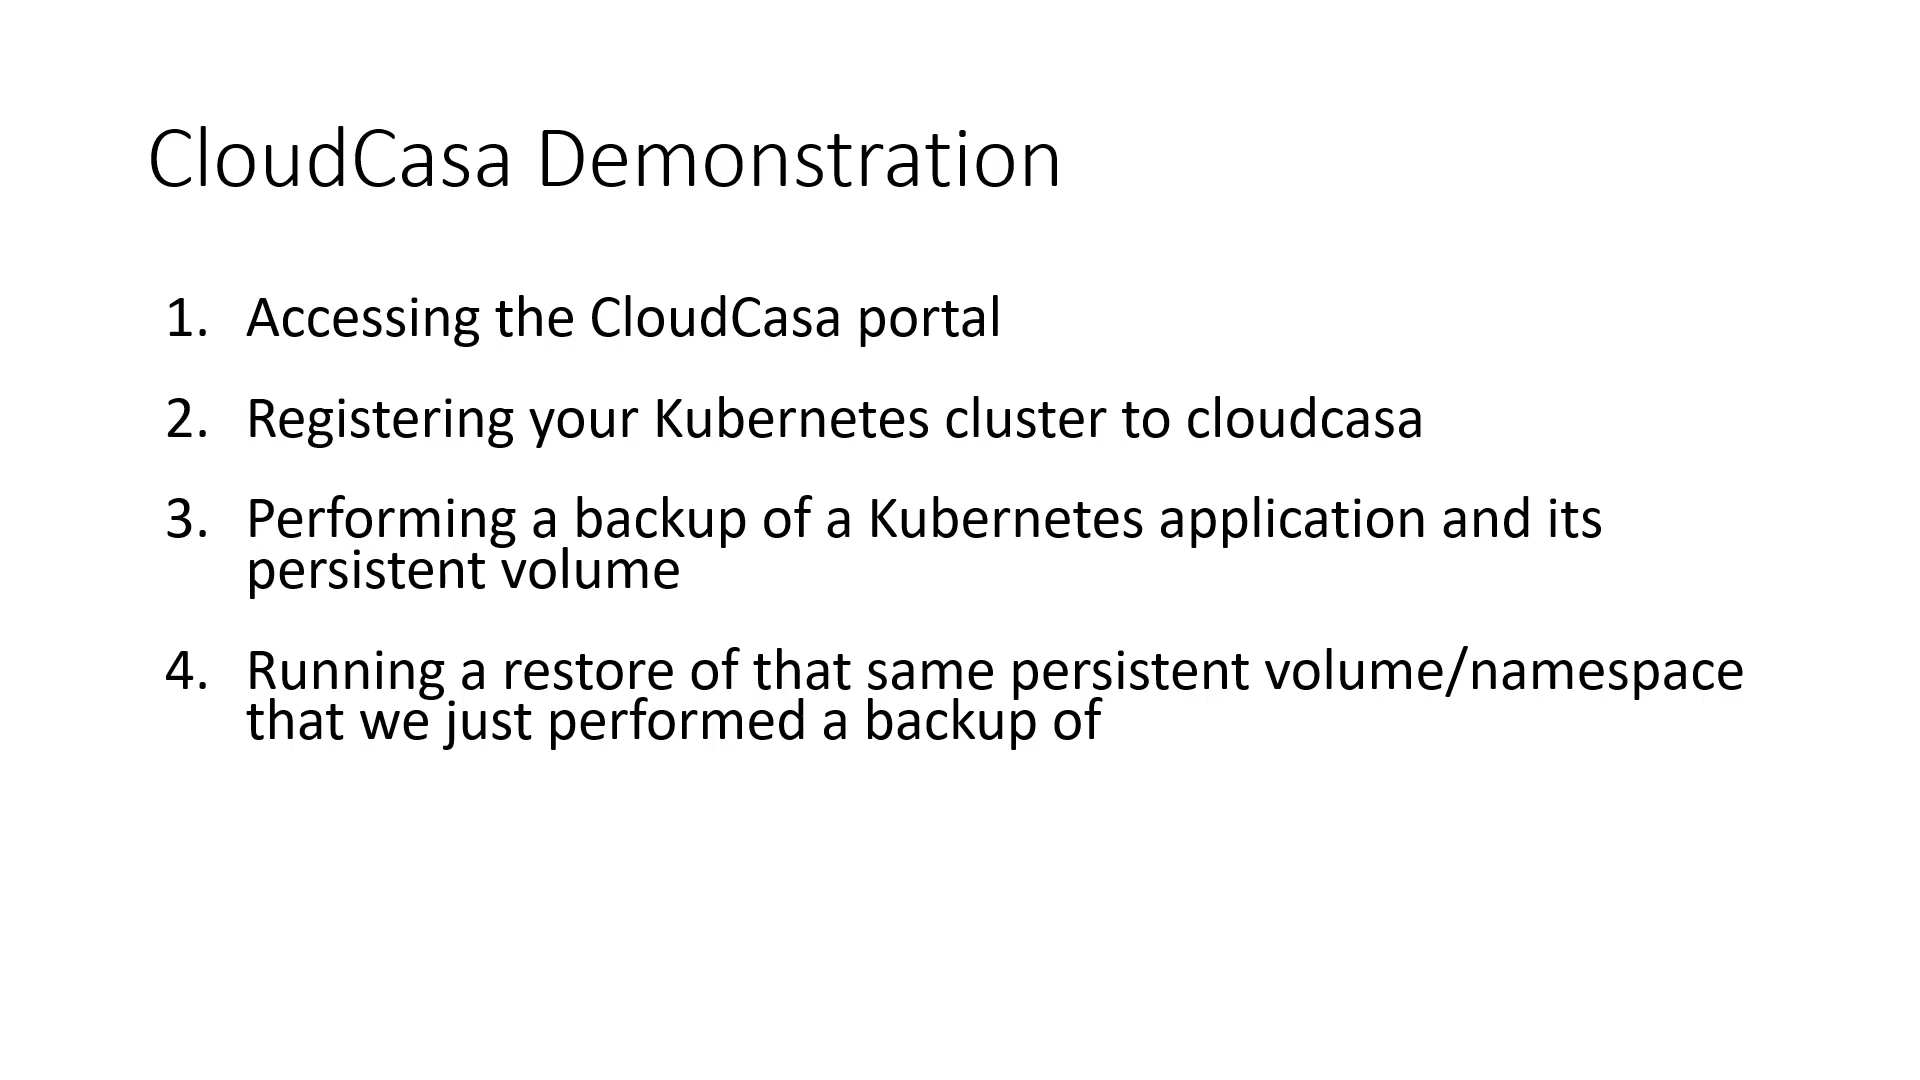 CloudCasa Demonstration
1. Accessing the CloudCasa portal
2. Registering your Kubernetes cluster to cloudcasa
3. Performing a backup of a Kubernetes application and its
persistent volume
4. Running a restore of that same persistent volume/namespace
that we just performed a backup of